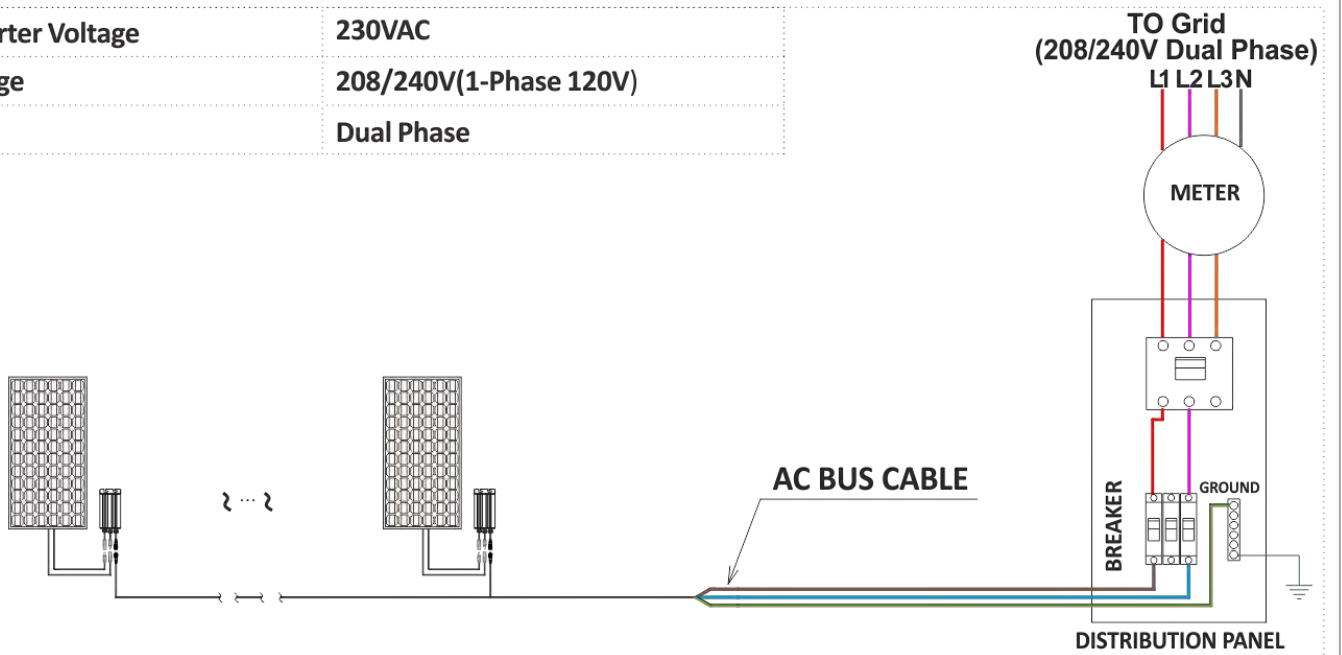 rter Voltage 230VAC
ge 208/240V(1-Phase 120V)
Dual Phase
TO Grid
(208/240V Dual Phase)
L1 L2 L3 N
METER
AC BUS CABLE
BREAKER
GROUND
DISTRIBUTION PANEL